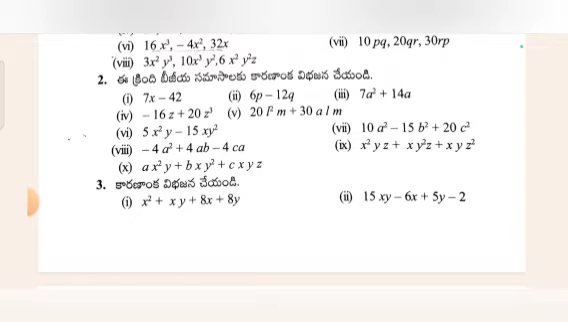 (vi) 16 x³, – 4x², 32x (vii) 10 pq, 20qr, 30rp
(viii) 3x² y³, 10x³ y², 6 x² y²z
2. ఈ క్రింది బీజీయ సమాసాలకు కారణాంక విభజన చేయండి.
(i) 7x – 42 (ii) 6p – 12q (iii) 7a² + 14a
(iv) – 16 z + 20 z³ (v) 20 l² m + 30 a l m
(vi) 5 x² y – 15 xy² (vii) 10 a² – 15 b² + 20 c²
(viii) – 4 a² + 4 ab – 4 ca (ix) x² y z + x y²z + x y z²
(x) a x² y + b x y² + c x y z
3. కారణాంక విభజన చేయండి.
(i) x² + x y + 8x + 8y (ii) 15 xy – 6x + 5y – 2